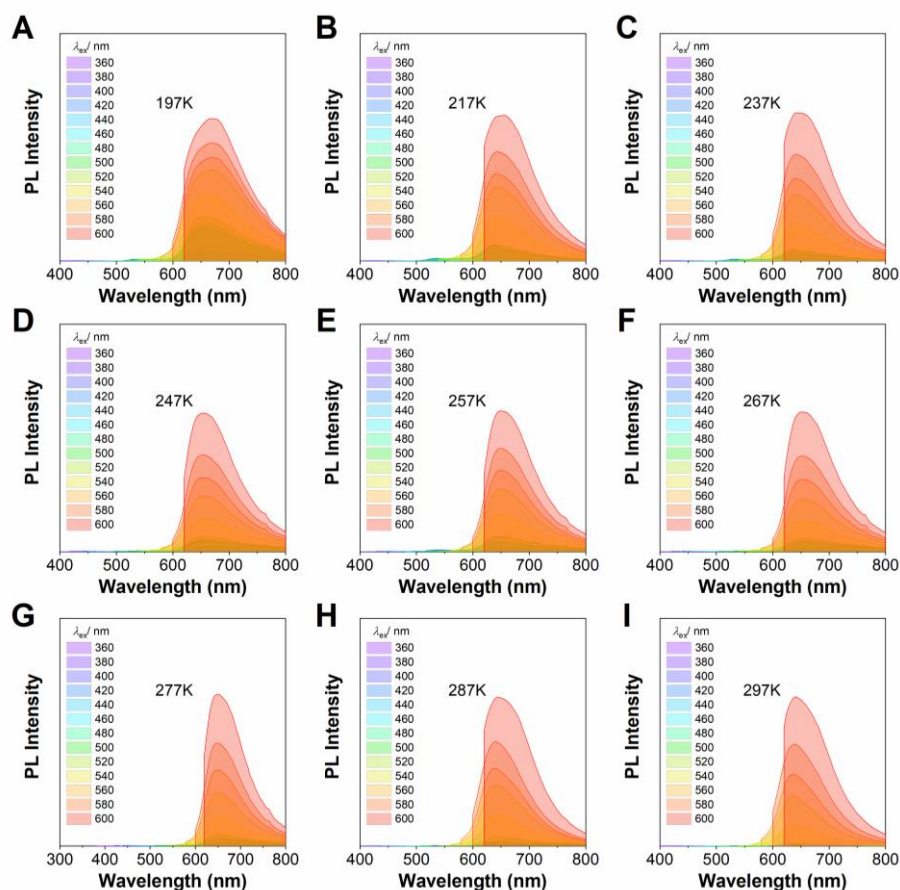 A
λex/ nm
360
380
400
420
440
460
480
500
520
540
560
580
600
197K
PL Intensity
400 500 600 700 800
Wavelength (nm)
B
λex/ nm
360
380
400
420
440
460
480
500
520
540
560
580
600
217K
PL Intensity
400 500 600 700 800
Wavelength (nm)
C
λex/ nm
360
380
400
420
440
460
480
500
520
540
560
580
600
237K
PL Intensity
400 500 600 700 800
Wavelength (nm)
D
λex/ nm
360
380
400
420
440
460
480
500
520
540
560
580
600
247K
PL Intensity
400 500 600 700 800
Wavelength (nm)
E
λex/ nm
360
380
400
420
440
460
480
500
520
540
560
580
600
257K
PL Intensity
400 500 600 700 800
Wavelength (nm)
F
λex/ nm
360
380
400
420
440
460
480
500
520
540
560
580
600
267K
PL Intensity
400 500 600 700 800
Wavelength (nm)
G
λex/ nm
360
380
400
420
440
460
480
500
520
540
560
580
600
277K
PL Intensity
300 400 500 600 700 800
Wavelength (nm)
H
λex/ nm
360
380
400
420
440
460
480
500
520
540
560
580
600
287K
PL Intensity
400 500 600 700 800
Wavelength (nm)
I
λex/ nm
360
380
400
420
440
460
480
500
520
540
560
580
600
297K
PL Intensity
400 500 600 700 800
Wavelength (nm)